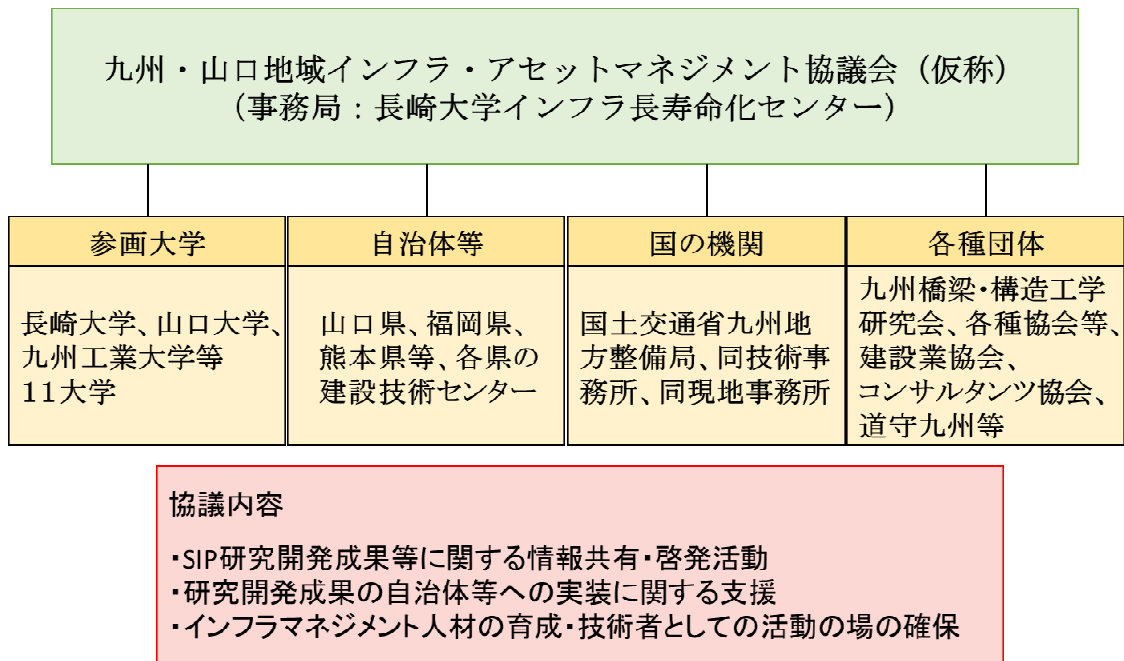 九州・山口地域インフラ・アセットマネジメント協議会（仮称）
（事務局：長崎大学インフラ長寿命化センター）
参画大学
長崎大学、山口大学、
九州工業大学等
11大学
自治体等
山口県、福岡県、
熊本県等、各県の
建設技術センター
国の機関
国土交通省九州地
方整備局、同技術事
務所、同現地事務所
各種団体
九州橋梁・構造工学
研究会、各種協会等、
建設業協会、
コンサルタンツ協会、
道守九州等
協議内容
・SIP研究開発成果等に関する情報共有・啓発活動
・研究開発成果の自治体等への実装に関する支援
・インフラマネジメント人材の育成・技術者としての活動の場の確保